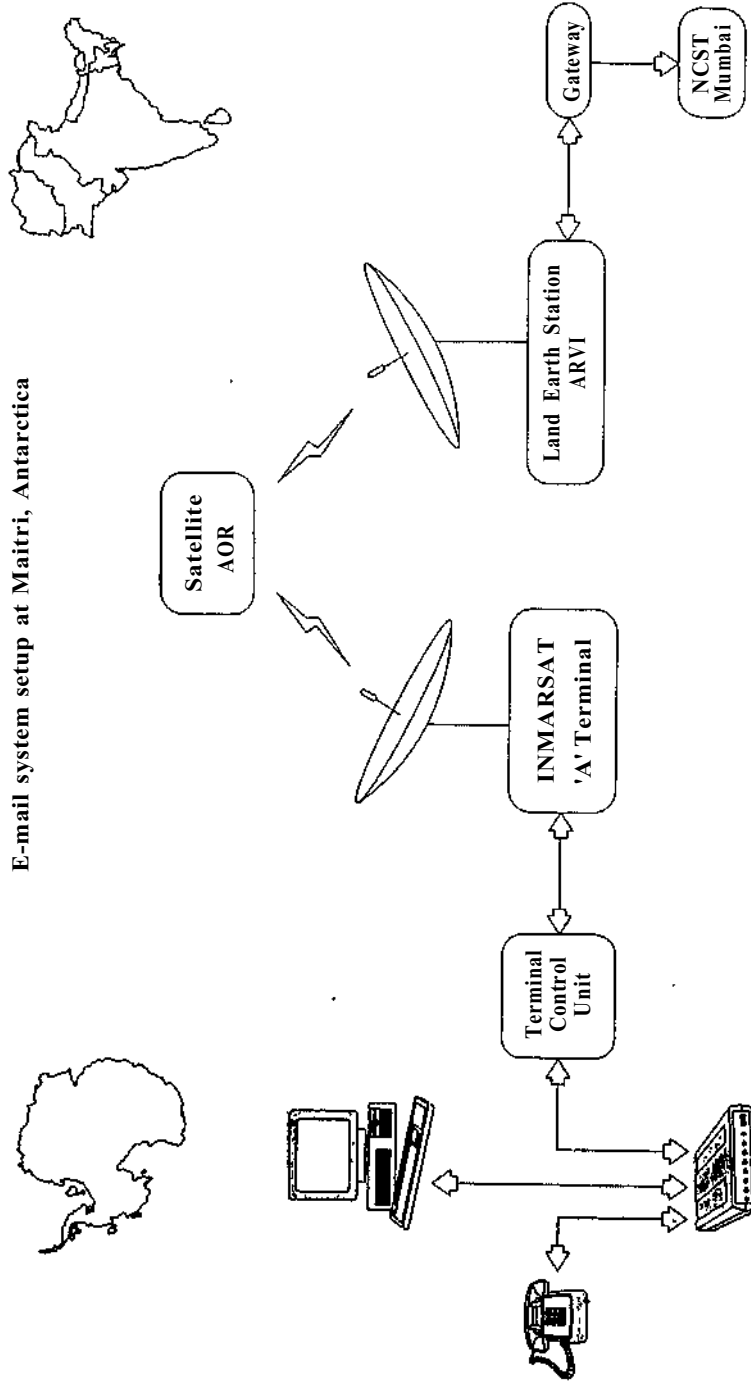 E-mail system setup at Maitri, Antarctica
Satellite
AOR
INMARSAT
'A' Terminal
Land Earth Station
ARVI
Gateway
NCST
Mumbai
Terminal
Control
Unit